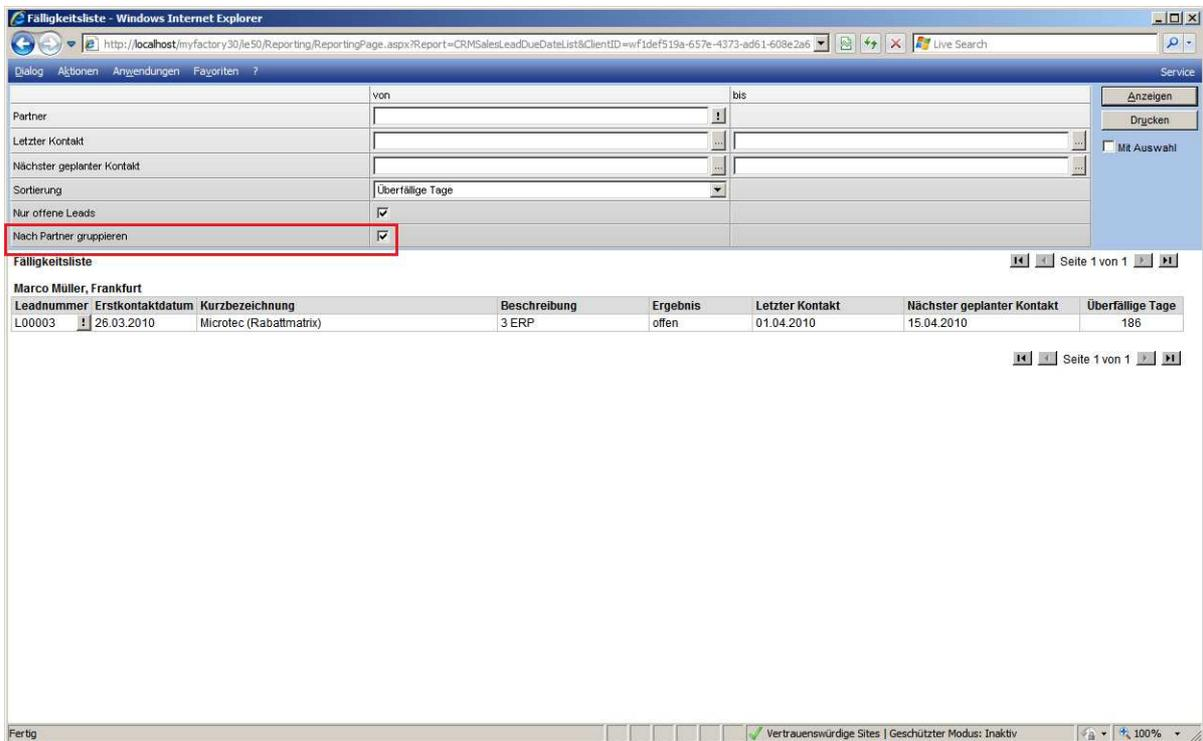 Fälligkeitsliste - Windows Internet Explorer
http://localhost/myfactory30/ie50/Reporting/ReportingPage.aspx?Report=CRMSalesLeadDueDateList&ClientID=wf1def519a-657e-4373-ad61-608e2a6
Live Search
Dialog Aktionen Anwendungen Favoriten ? Service
von bis Anzeigen
Partner ! Drucken
Letzter Kontakt ... ... Mit Auswahl
Nächster geplanter Kontakt ... ...
Sortierung Überfällige Tage
Nur offene Leads
Nach Partner gruppieren
Fälligkeitsliste Seite 1 von 1
Marco Müller, Frankfurt
Leadnummer Erstkontaktdatum Kurzbezeichnung Beschreibung Ergebnis Letzter Kontakt Nächster geplanter Kontakt Überfällige Tage
L00003 ! 26.03.2010 Microtec (Rabattmatrix) 3 ERP offen 01.04.2010 15.04.2010 186
Seite 1 von 1
Fertig Vertrauenswürdige Sites | Geschützter Modus: Inaktiv 100%